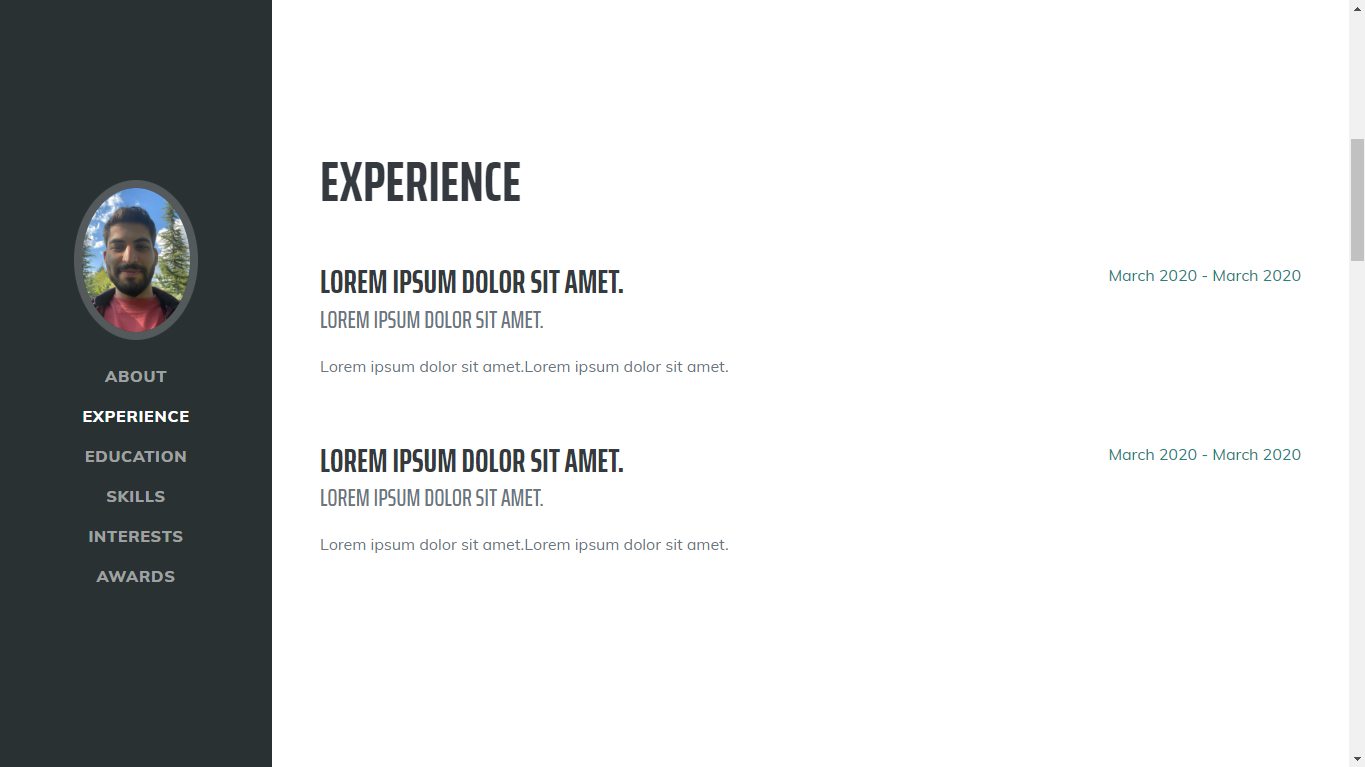 ABOUT
EXPERIENCE
EDUCATION
SKILLS
INTERESTS
AWARDS
EXPERIENCE
LOREM IPSUM DOLOR SIT AMET.
March 2020 - March 2020
LOREM IPSUM DOLOR SIT AMET.
Lorem ipsum dolor sit amet.Lorem ipsum dolor sit amet.
LOREM IPSUM DOLOR SIT AMET.
March 2020 - March 2020
LOREM IPSUM DOLOR SIT AMET.
Lorem ipsum dolor sit amet.Lorem ipsum dolor sit amet.